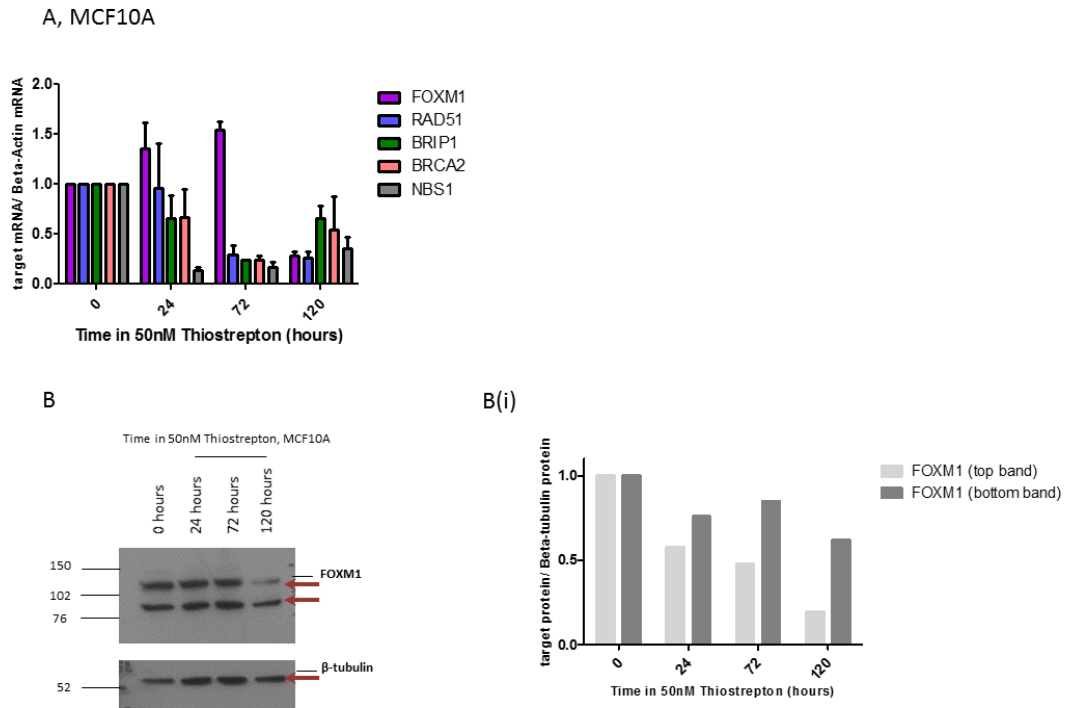 A, MCF10A
target mRNA/ Beta-Actin mRNA
2.0
1.5
1.0
0.5
0.0
0
24
72
120
Time in 50nM Thiostrepton (hours)
FOXM1
RAD51
BRIP1
BRCA2
NBS1
B
Time in 50nM Thiostrepton, MCF10A
0 hours
24 hours
72 hours
120 hours
150
102
76
FOXM1
52
β-tubulin
B(i)
target protein/ Beta-tubulin protein
1.0
0.5
0.0
0
24
72
120
Time in 50nM Thiostrepton (hours)
FOXM1 (top band)
FOXM1 (bottom band)